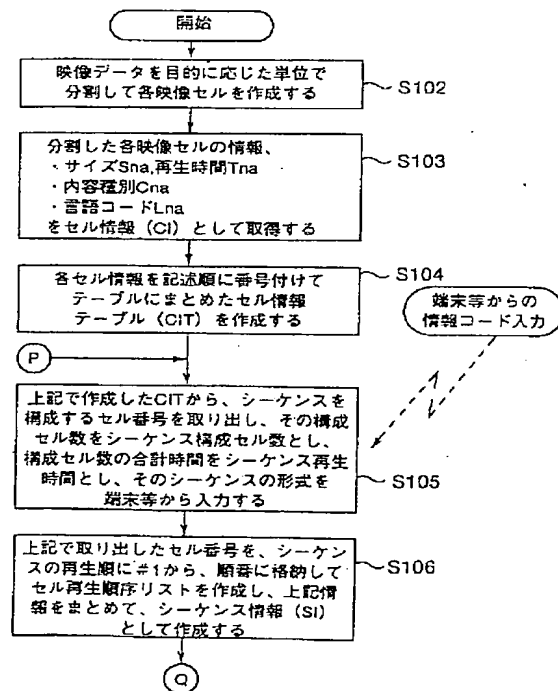 開始
映像データを目的に応じた単位で
分割して各映像セルを作成する
S102
分割した各映像セルの情報、
・サイズSna,再生時間Tna
・内容種別Cna
・言語コードLna
をセル情報（CI）として取得する
S103
各セル情報を記述順に番号付けて
テーブルにまとめたセル情報
テーブル（CIT）を作成する
S104
端末等からの
情報コード入力
P
上記で作成したCITから、シーケンスを
構成するセル番号を取り出し、その構成
セル数をシーケンス構成セル数とし、
構成セル数の合計時間をシーケンス再生
時間とし、そのシーケンスの形式を
端末等から入力する
S105
上記で取り出したセル番号を、シーケン
スの再生順に#1から、順番に格納して
セル再生順序リストを作成し、上記情
報をまとめて、シーケンス情報（SI）
として作成する
S106
Q